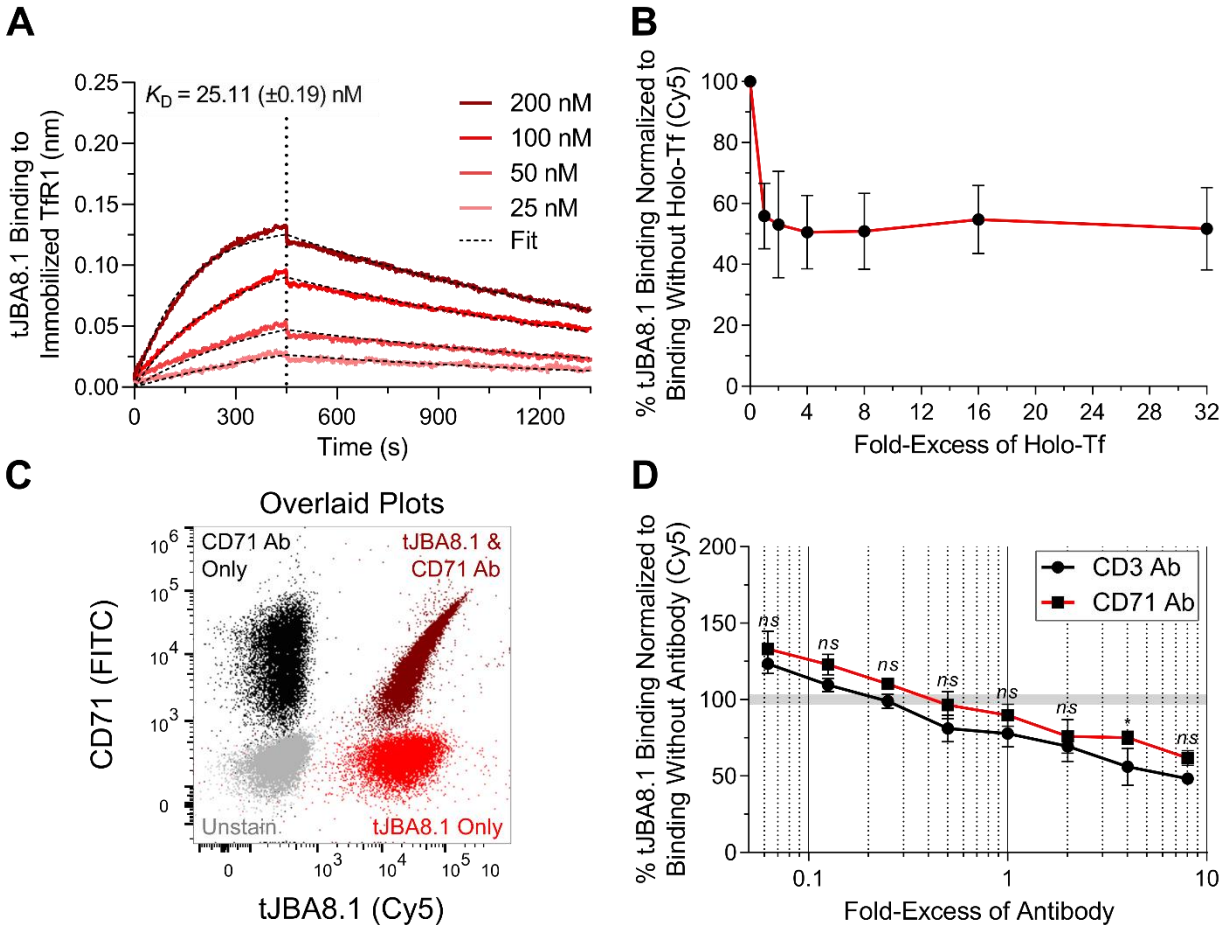 A
tJBA8.1 Binding to
Immobilized TfR1 (nm)
0.25
0.20
0.15
0.10
0.05
0.00
K_D = 25.11 (±0.19) nM
200 nM
100 nM
50 nM
25 nM
Fit
0 300 600 900 1200
Time (s)
B
% tJBA8.1 Binding Normalized to
Binding Without Holo-Tf (Cy5)
100
80
60
40
20
0
0 4 8 12 16 20 24 28 32
Fold-Excess of Holo-Tf
C
Overlaid Plots
CD71 (FITC)
10^6
10^5
10^4
10^3
0
CD71 Ab
Only
tJBA8.1 &
CD71 Ab
Unstain
tJBA8.1 Only
0 10^3 10^4 10^5 10
tJBA8.1 (Cy5)
D
% tJBA8.1 Binding Normalized to
Binding Without Antibody (Cy5)
200
150
100
50
0
CD3 Ab
CD71 Ab
ns
ns
ns
ns
ns
ns
*
ns
0.1 1 10
Fold-Excess of Antibody